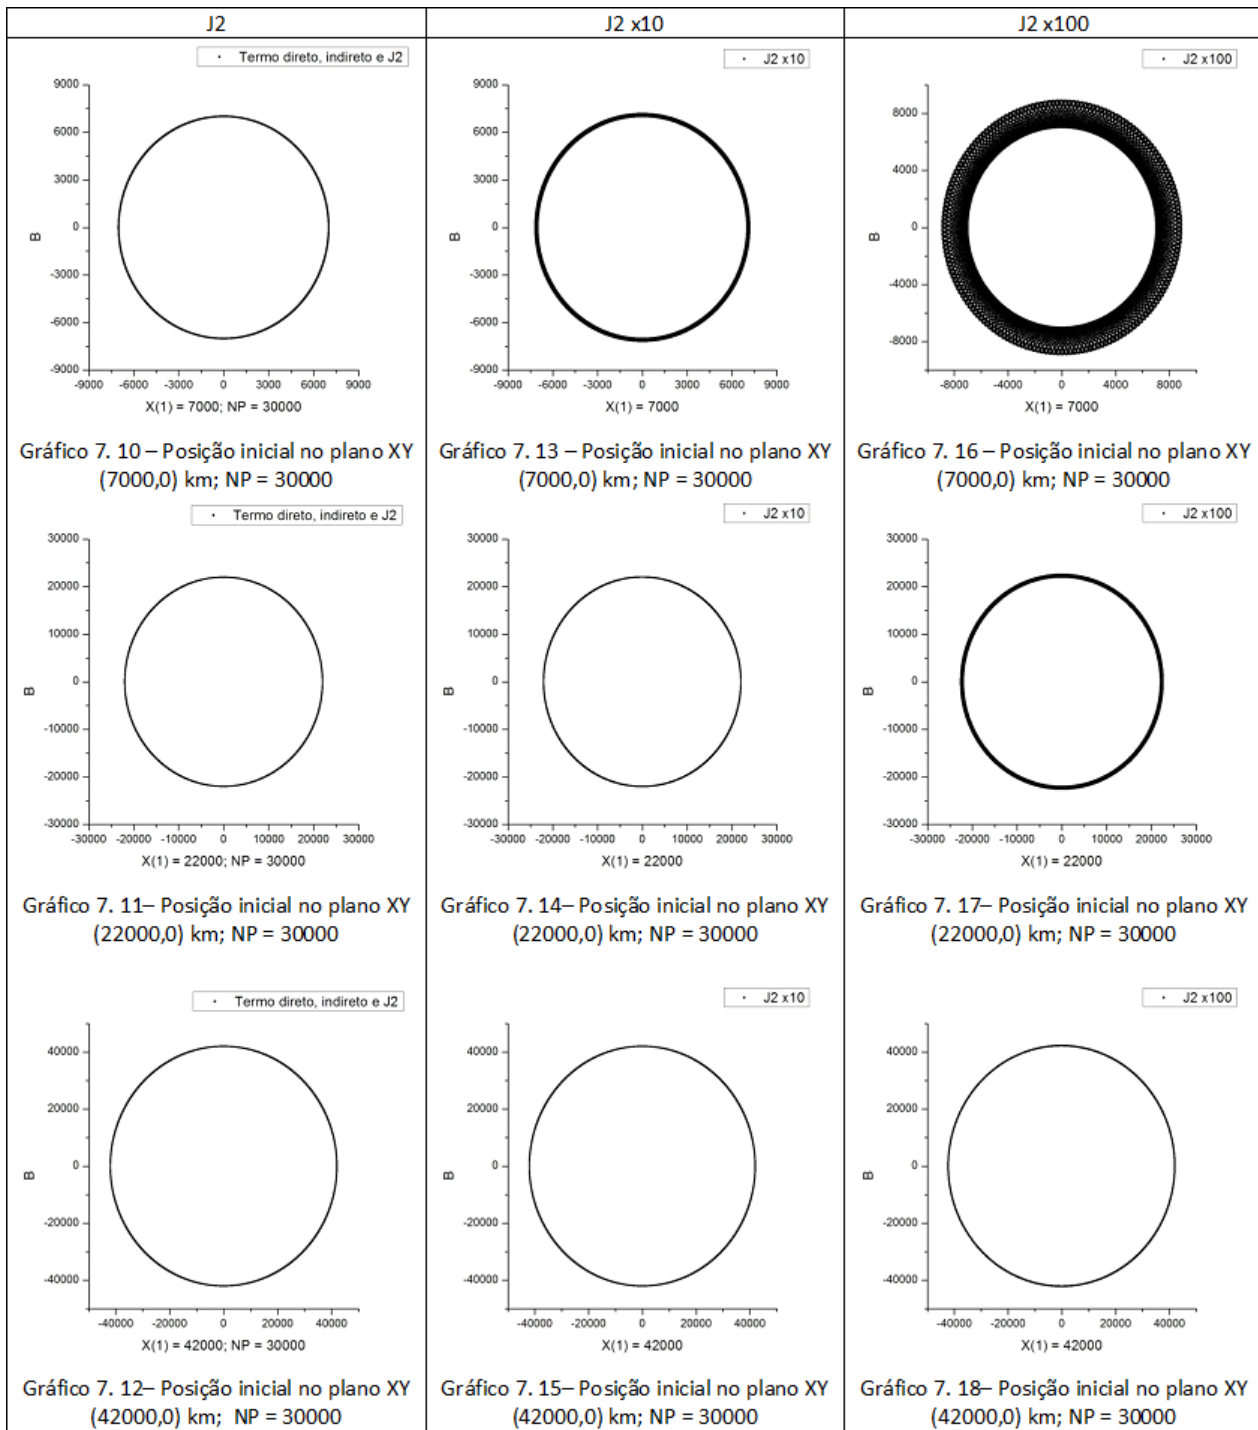 J2
J2 x10
J2 x100
Termo direto, indireto e J2
9000
6000
3000
0
-3000
-6000
-9000
B
-9000 -6000 -3000 0 3000 6000 9000
X(1) = 7000; NP = 30000
Gráfico 7. 10 – Posição inicial no plano XY
(7000,0) km; NP = 30000
J2 x10
9000
6000
3000
0
-3000
-6000
-9000
B
-9000 -6000 -3000 0 3000 6000 9000
X(1) = 7000
Gráfico 7. 13 – Posição inicial no plano XY
(7000,0) km; NP = 30000
J2 x100
8000
4000
0
-4000
-8000
B
-8000 -4000 0 4000 8000
X(1) = 7000
Gráfico 7. 16 – Posição inicial no plano XY
(7000,0) km; NP = 30000
Termo direto, indireto e J2
30000
20000
10000
0
-10000
-20000
-30000
B
-30000 -20000 -10000 0 10000 20000 30000
X(1) = 22000; NP = 30000
Gráfico 7. 11– Posição inicial no plano XY
(22000,0) km; NP = 30000
J2 x10
30000
20000
10000
0
-10000
-20000
-30000
B
-30000 -20000 -10000 0 10000 20000 30000
X(1) = 22000
Gráfico 7. 14– Posição inicial no plano XY
(22000,0) km; NP = 30000
J2 x100
30000
20000
10000
0
-10000
-20000
-30000
B
-30000 -20000 -10000 0 10000 20000 30000
X(1) = 22000
Gráfico 7. 17– Posição inicial no plano XY
(22000,0) km; NP = 30000
Termo direto, indireto e J2
40000
20000
0
-20000
-40000
B
-40000 -20000 0 20000 40000
X(1) = 42000; NP = 30000
Gráfico 7. 12– Posição inicial no plano XY
(42000,0) km; NP = 30000
J2 x10
40000
20000
0
-20000
-40000
B
-40000 -20000 0 20000 40000
X(1) = 42000
Gráfico 7. 15– Posição inicial no plano XY
(42000,0) km; NP = 30000
J2 x100
40000
20000
0
-20000
-40000
B
-40000 -20000 0 20000 40000
X(1) = 42000
Gráfico 7. 18– Posição inicial no plano XY
(42000,0) km; NP = 30000